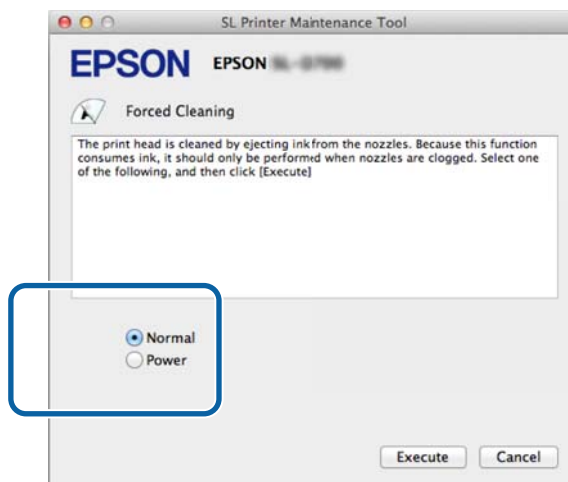 SL Printer Maintenance Tool
EPSON EPSON
Forced Cleaning
The print head is cleaned by ejecting ink from the nozzles. Because this function
consumes ink, it should only be performed when nozzles are clogged. Select one
of the following, and then click [Execute]
Normal
Power
Execute Cancel